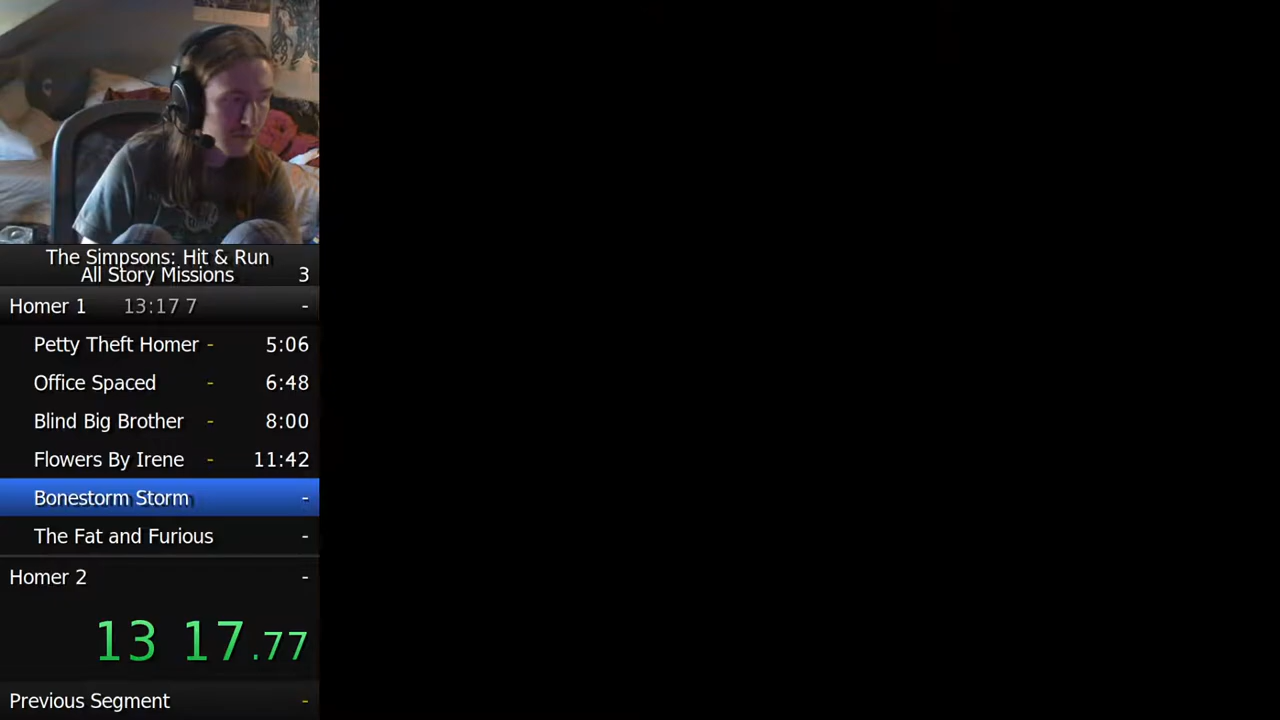 The Simpsons: Hit & Run
All Story Missions 3
Homer 1 13:17 7 -
Petty Theft Homer - 5:06
Office Spaced - 6:48
Blind Big Brother - 8:00
Flowers By Irene - 11:42
Bonestorm Storm -
The Fat and Furious -
Homer 2 -
13 17.77
Previous Segment -